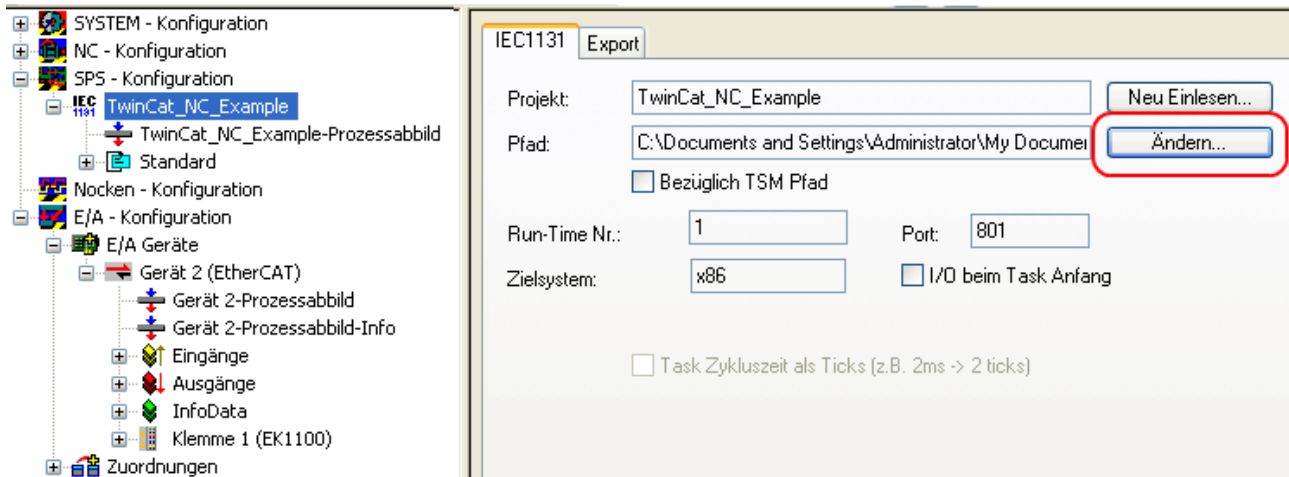 SYSTEM - Konfiguration
NC - Konfiguration
SPS - Konfiguration
IEC 1131 TwinCat_NC_Example
TwinCat_NC_Example-Prozessabbild
Standard
Nocken - Konfiguration
E/A - Konfiguration
E/A Geräte
Gerät 2 (EtherCAT)
Gerät 2-Prozessabbild
Gerät 2-Prozessabbild-Info
Eingänge
Ausgänge
InfoData
Klemme 1 (EK1100)
Zuordnungen
IEC1131 Export
Projekt: TwinCat_NC_Example Neu Einlesen...
Pfad: C:\Documents and Settings\Administrator\My Documei Ändern...
Bezüglich TSM Pfad
Run-Time Nr.: 1 Port: 801
Zielsystem: x86 I/O beim Task Anfang
Task Zykluszeit als Ticks (z.B. 2ms -> 2 ticks)